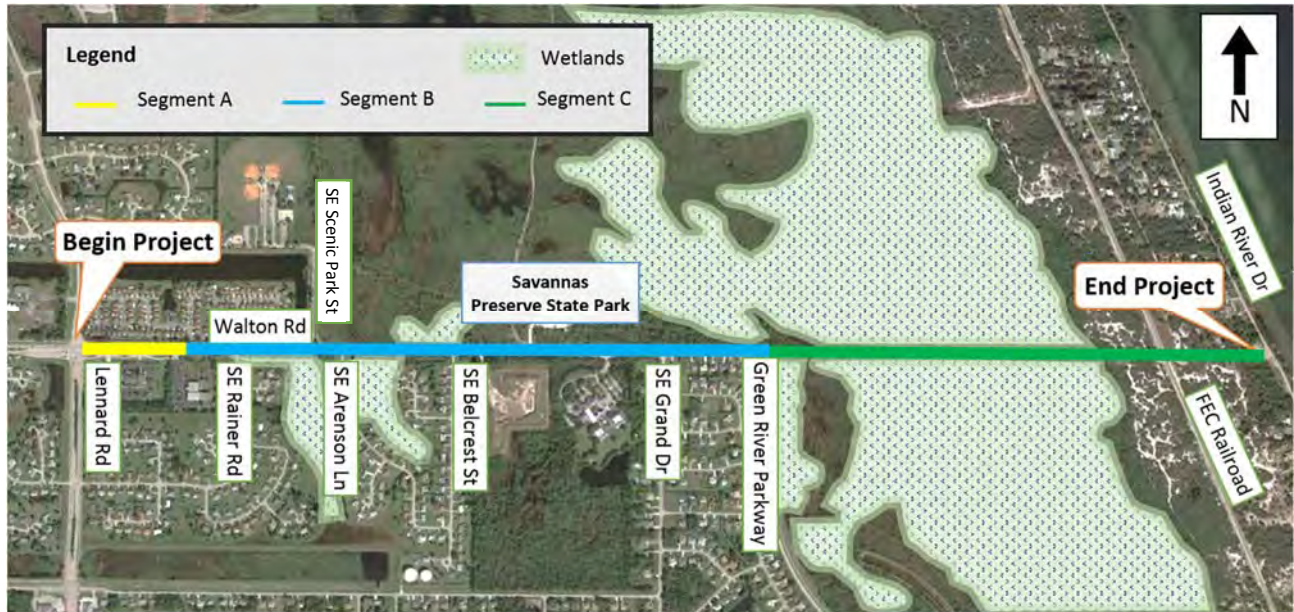 Legend
Wetlands
Segment A
Segment B
Segment C
N
Begin Project
SE Scenic Park St
Savannas
Preserve State Park
End Project
Indian River Dr
Walton Rd
Lennard Rd
SE Rainer Rd
SE Arenson Ln
SE Belcrest St
SE Grand Dr
Green River Parkway
FEC Railroad